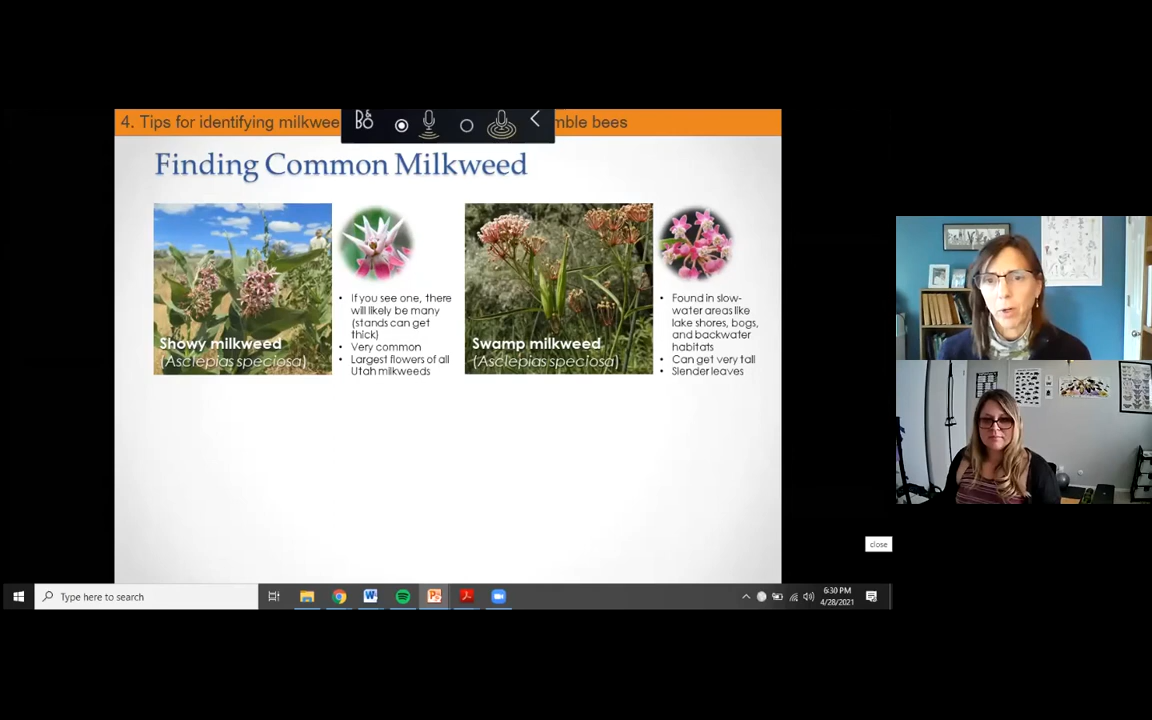 4. Tips for identifying milkwee
mble bees
Finding Common Milkweed
Showy milkweed
(Asclepias speciosa)
• If you see one, there
will likely be many
(stands can get
thick)
• Very common
• Largest flowers of all
Utah milkweeds
Swamp milkweed
(Asclepias speciosa)
• Found in slow-
water areas like
lake shores, bogs,
and backwater
habitats
• Can get very tall
• Slender leaves
close
Type here to search
6:30 PM
4/28/2021